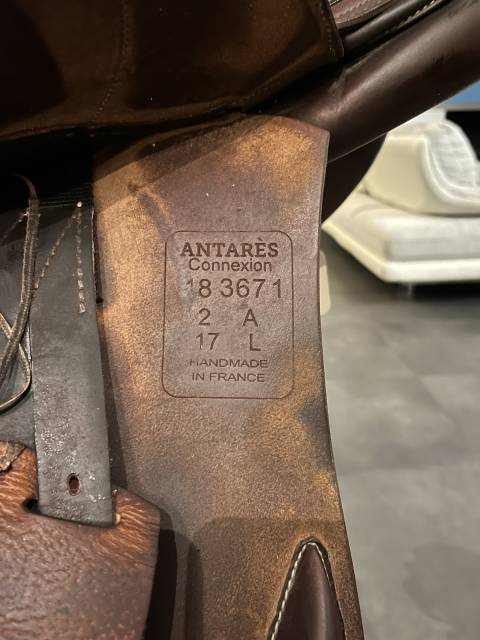 ANTARÈS
Connexion
18 3671
2 A
17 L
HANDMADE
IN FRANCE